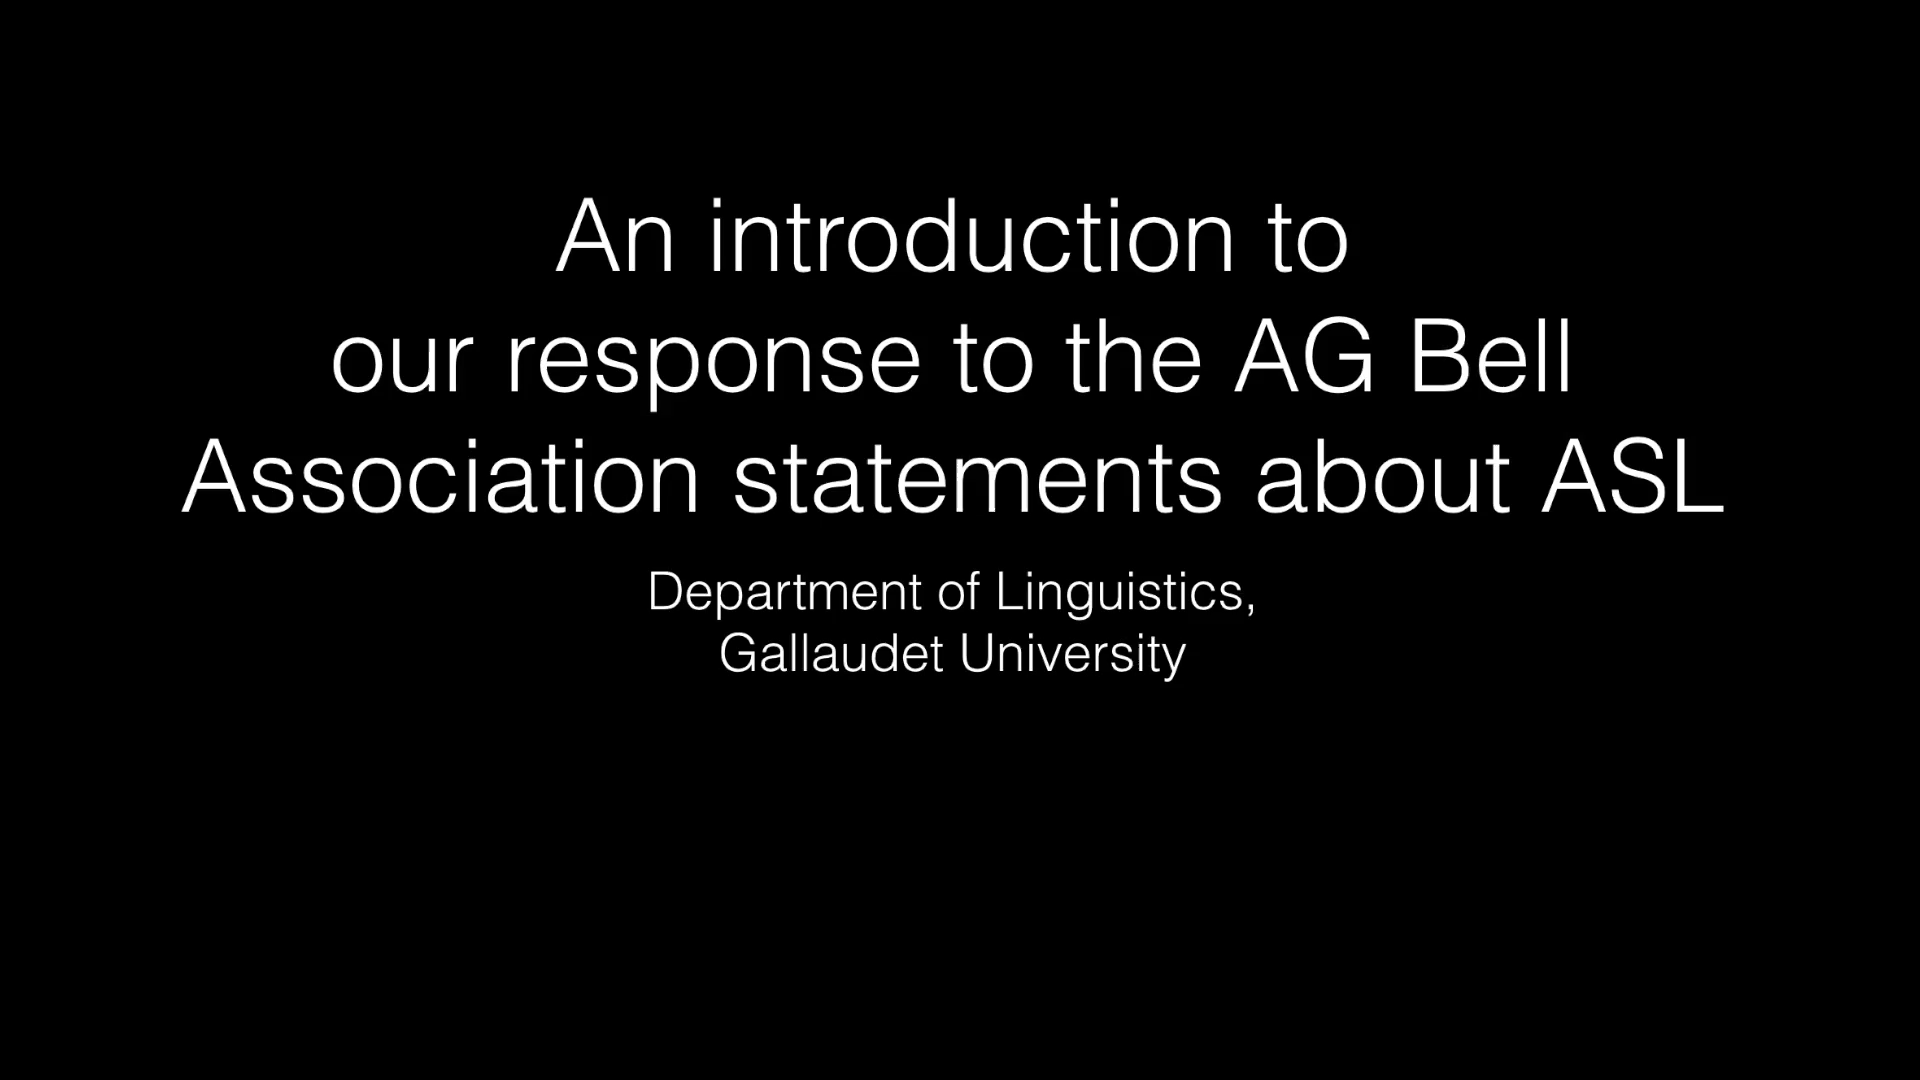 An introduction to
our response to the AG Bell
Association statements about ASL
Department of Linguistics,
Gallaudet University